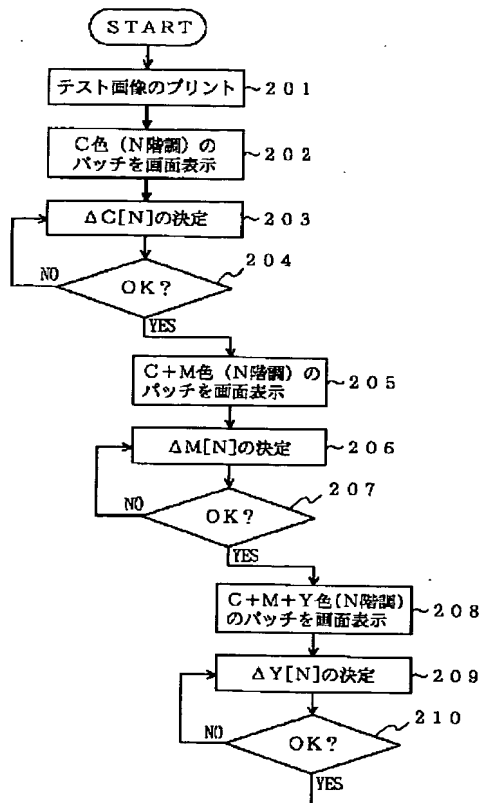 START
テスト画像のプリント
201
C色(N階調)の
パッチを画面表示
202
ΔC[N]の決定
203
204
OK?
NO
YES
C+M色(N階調)の
パッチを画面表示
205
ΔM[N]の決定
206
207
OK?
NO
YES
C+M+Y色(N階調)
のパッチを画面表示
208
ΔY[N]の決定
209
210
OK?
NO
YES